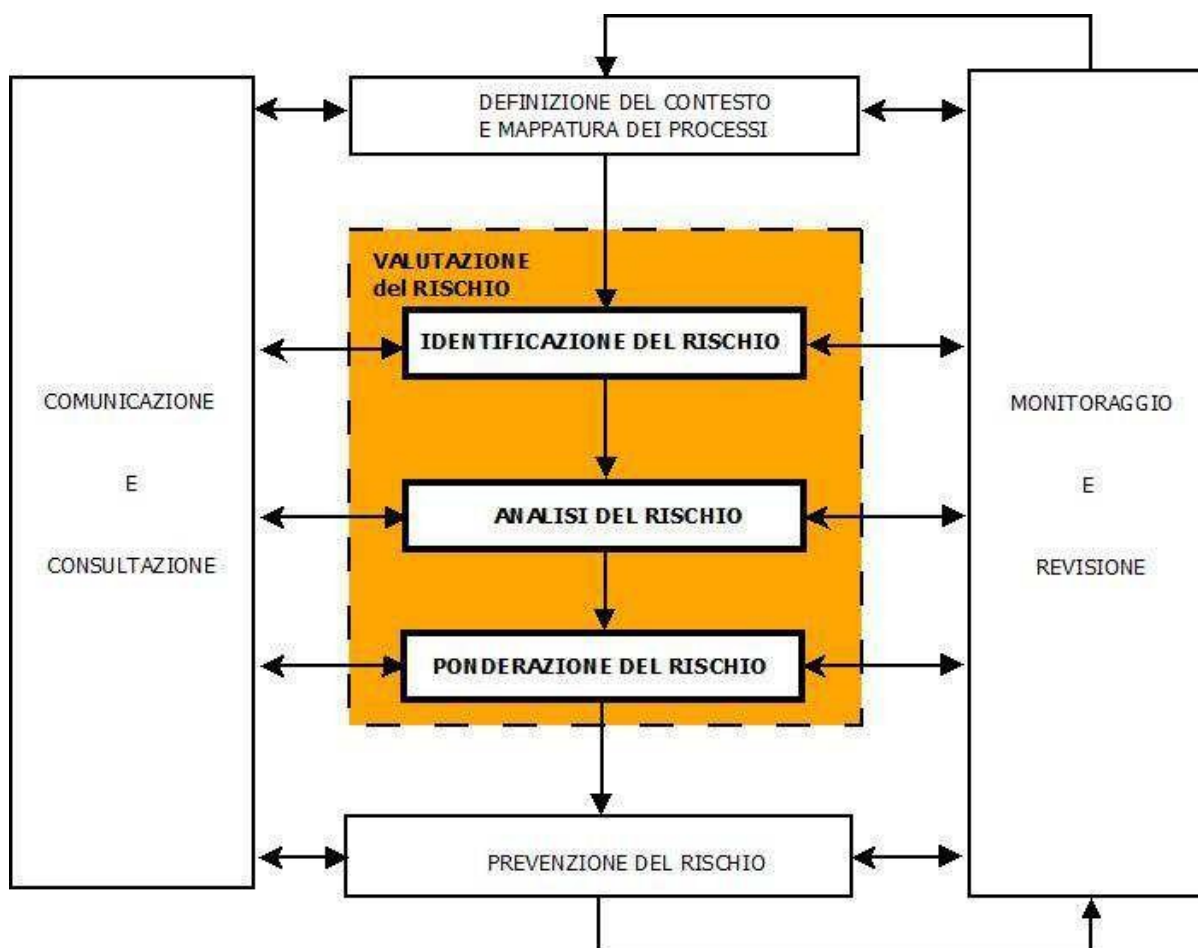 DEFINIZIONE DEL CONTESTO
E MAPPATURA DEI PROCESSI
VALUTAZIONE
del RISCHIO
IDENTIFICAZIONE DEL RISCHIO
COMUNICAZIONE
E
CONSULTAZIONE
ANALISI DEL RISCHIO
MONITORAGGIO
E
REVISIONE
PONDERAZIONE DEL RISCHIO
PREVENZIONE DEL RISCHIO